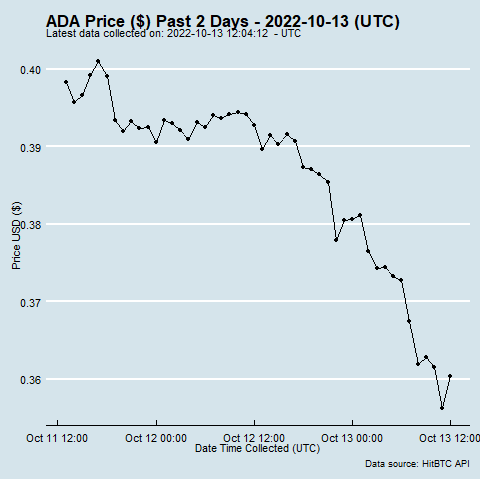 ADA Price ($) Past 2 Days - 2022-10-13 (UTC)
Latest data collected on: 2022-10-13 12:04:12 - UTC
0.40
0.39
0.38
0.37
0.36
Price USD ($)
Oct 11 12:00 Oct 12 00:00 Oct 12 12:00 Oct 13 00:00 Oct 13 12:00
Date Time Collected (UTC)
Data source: HitBTC API